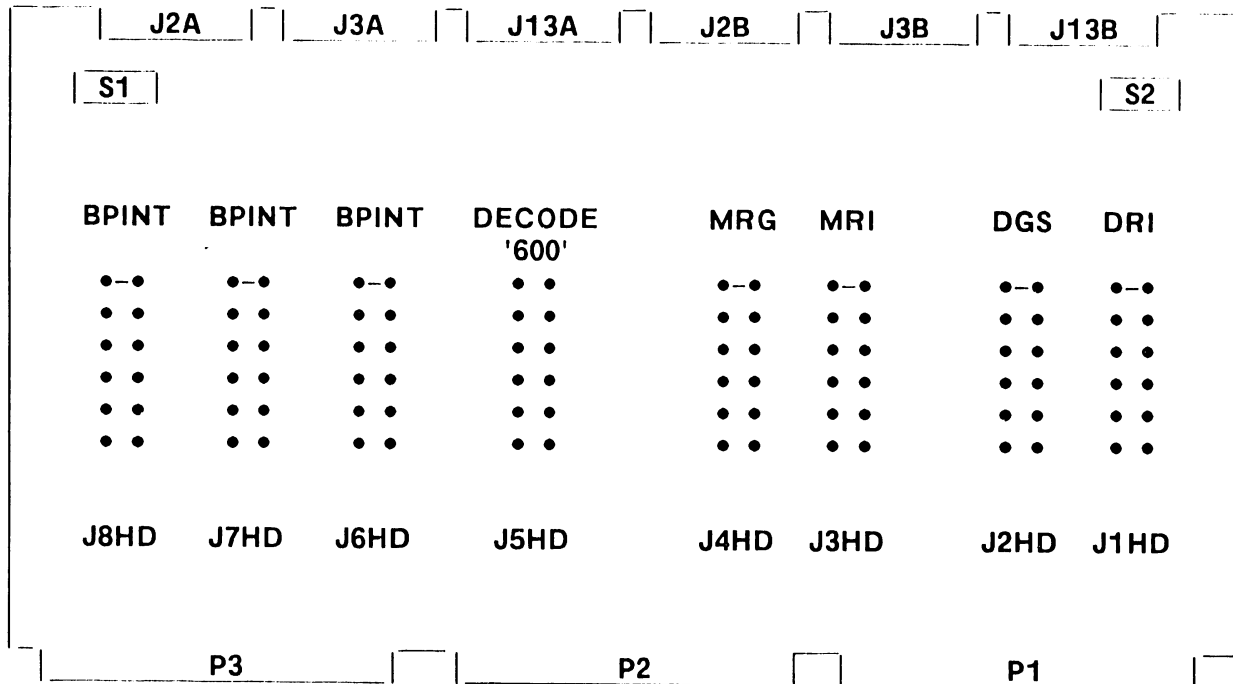 J2A J3A J13A J2B J3B J13B
S1 S2
BPINT BPINT BPINT DECODE MRG MRI DGS DRI
'600'
J8HD J7HD J6HD J5HD J4HD J3HD J2HD J1HD
P3 P2 P1